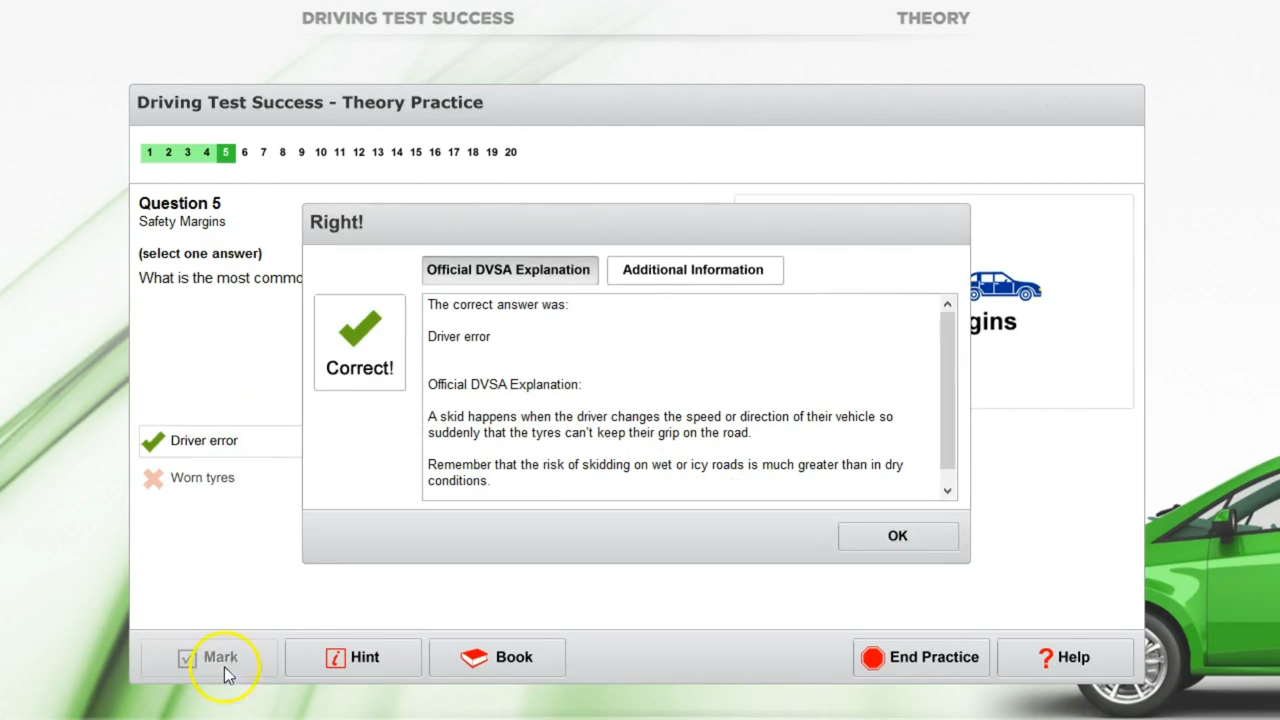 DRIVING TEST SUCCESS THEORY
Driving Test Success - Theory Practice
1 2 3 4 5 6 7 8 9 10 11 12 13 14 15 16 17 18 19 20
Question 5
Safety Margins
(select one answer)
What is the most commo
Right!
Official DVSA Explanation Additional Information
Correct!
The correct answer was:
Driver error
Official DVSA Explanation:
A skid happens when the driver changes the speed or direction of their vehicle so
suddenly that the tyres can't keep their grip on the road.
Remember that the risk of skidding on wet or icy roads is much greater than in dry
conditions.
OK
gins
Driver error
Worn tyres
Mark Hint Book End Practice Help